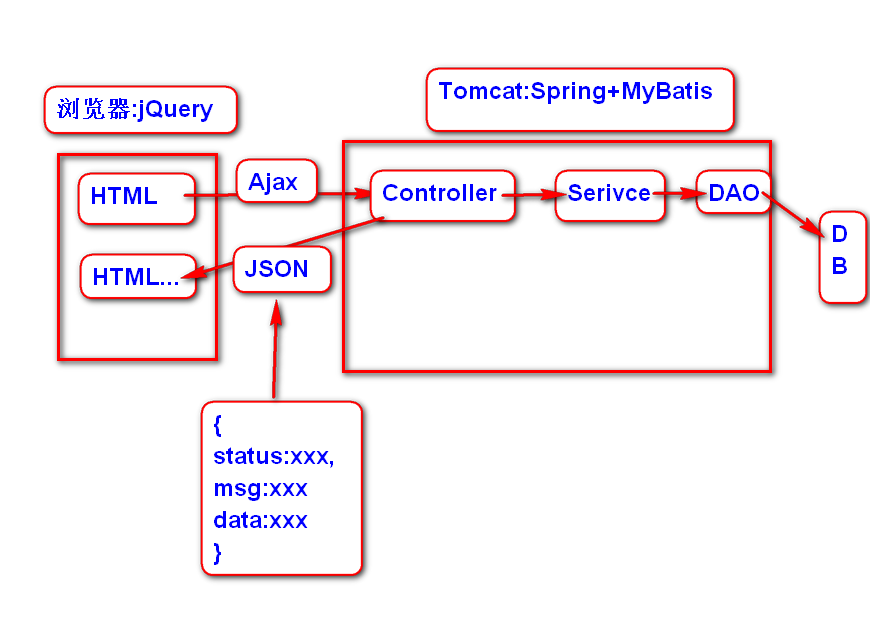 Tomcat:Spring+MyBatis
浏览器:jQuery
HTML
Ajax
Controller
Serivce
DAO
D
B
HTML...
JSON
{
status:xxx,
msg:xxx
data:xxx
}